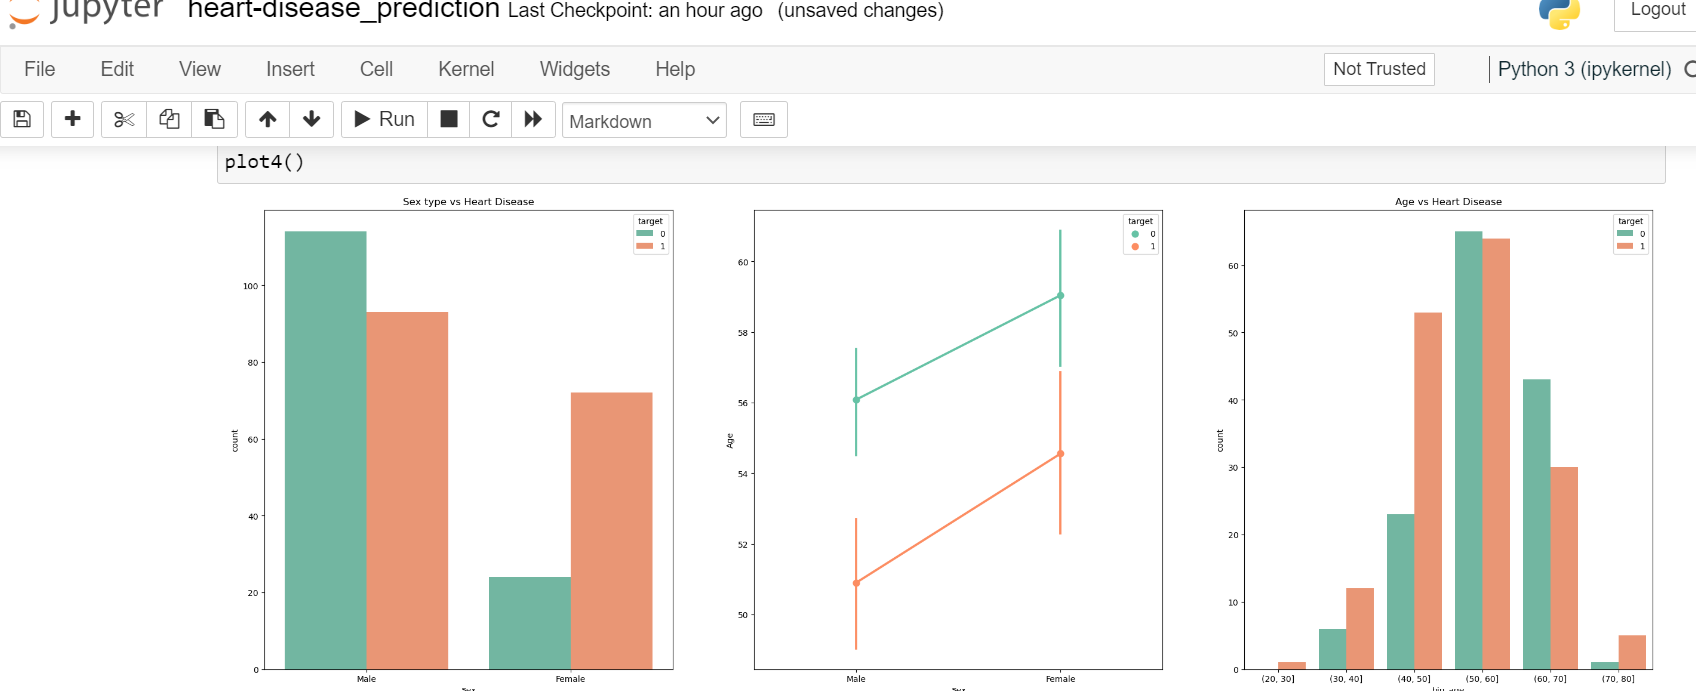 jupyter heart-disease_prediction Last Checkpoint: an hour ago (unsaved changes) Logout
File Edit View Insert Cell Kernel Widgets Help Not Trusted Python 3 (ipykernel)
Run Markdown
plot4()
Sex type vs Heart Disease
target
0
1
100
80
60
40
20
0
count
Male Female
Sex
target
0
1
60
58
56
54
52
50
Age
Male Female
Sex
Age vs Heart Disease
target
0
1
60
50
40
30
20
10
0
count
(20, 30] (30, 40] (40, 50] (50, 60] (60, 70] (70, 80]
bin_age